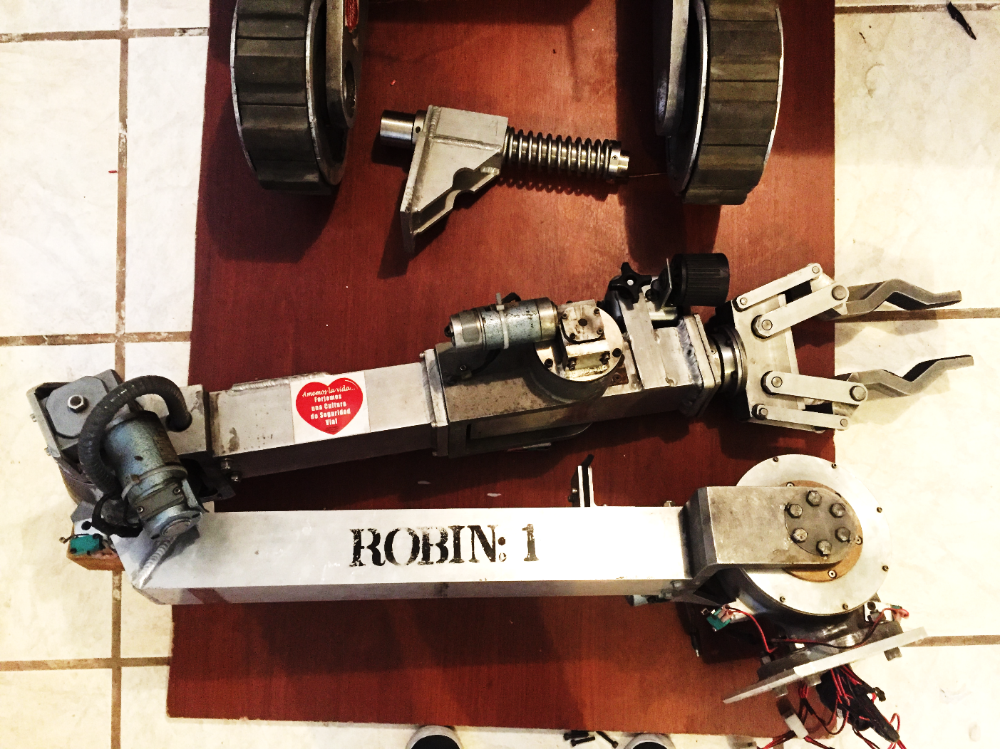 Amemos la vida...
Forjemos
una Cultura
de Seguridad
Vial
ROBIN: 1